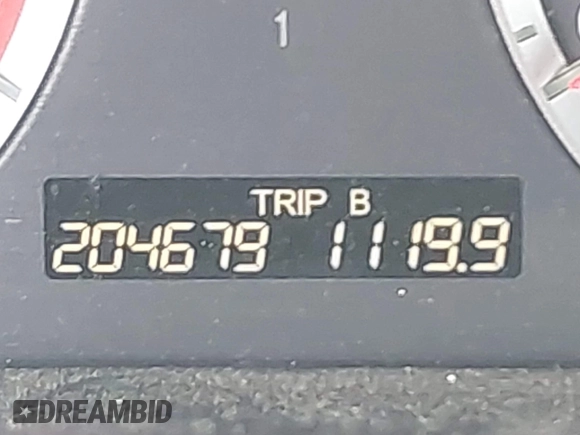 1
TRIP B
204679 1119.9
DREAMBID